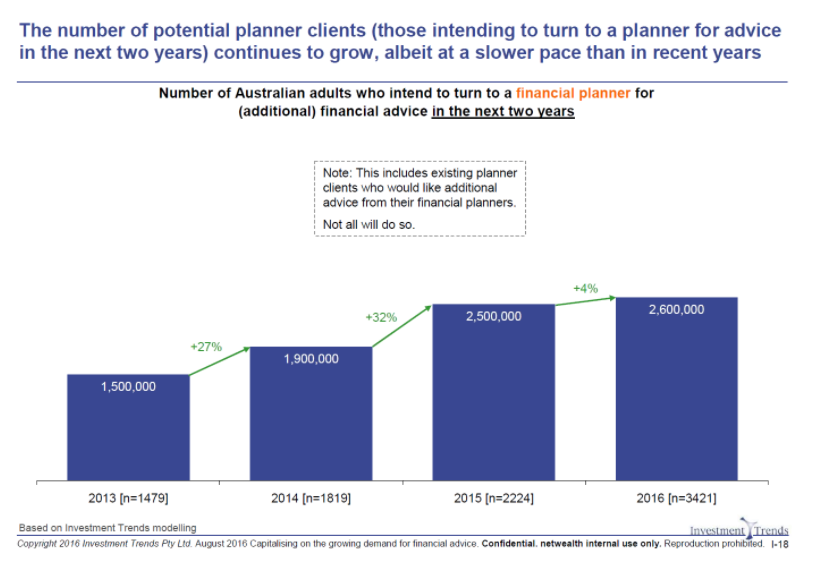 The number of potential planner clients (those intending to turn to a planner for advice
in the next two years) continues to grow, albeit at a slower pace than in recent years
Number of Australian adults who intend to turn to a financial planner for
(additional) financial advice in the next two years
Note: This includes existing planner
clients who would like additional
advice from their financial planners.
Not all will do so.
+4%
+32%
2,600,000
2,500,000
+27%
1,900,000
1,500,000
2013 [n=1479]
2014 [n=1819]
2015 [n=2224]
2016 [n=3421]
Based on Investment Trends modelling
Investment Trends
Copyright 2016 Investment Trends Pty Ltd. August 2016 Capitalising on the growing demand for financial advice. Confidential. netwealth internal use only. Reproduction prohibited. I-18